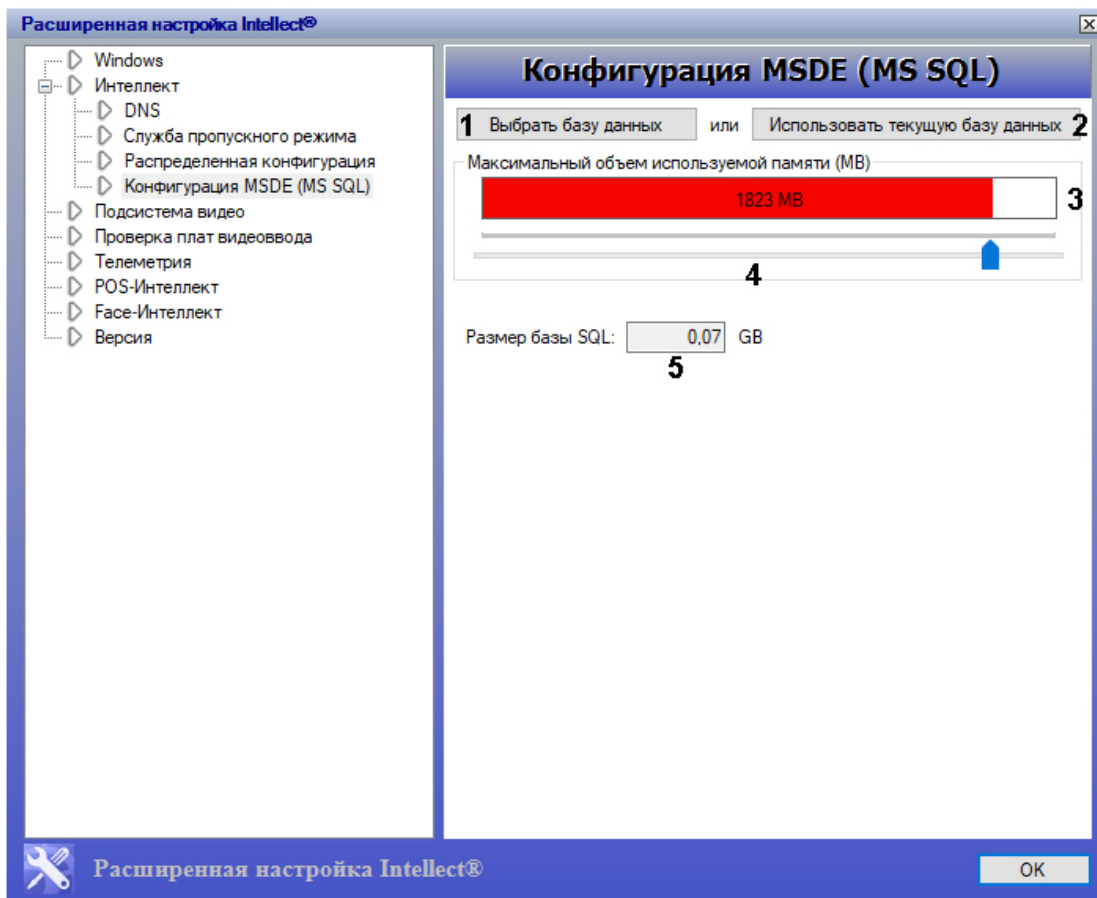 Расширенная настройка Intellect®
Windows
Интеллект
DNS
Служба пропускного режима
Распределенная конфигурация
Конфигурация MSDE (MS SQL)
Подсистема видео
Проверка плат видеоввода
Телеметрия
POS-Интеллект
Face-Интеллект
Версия
Конфигурация MSDE (MS SQL)
1 Выбрать базу данных или Использовать текущую базу данных 2
Максимальный объем используемой памяти (MB)
1823 MB 3
4
Размер базы SQL: 0,07 GB
5
Расширенная настройка Intellect®
OK